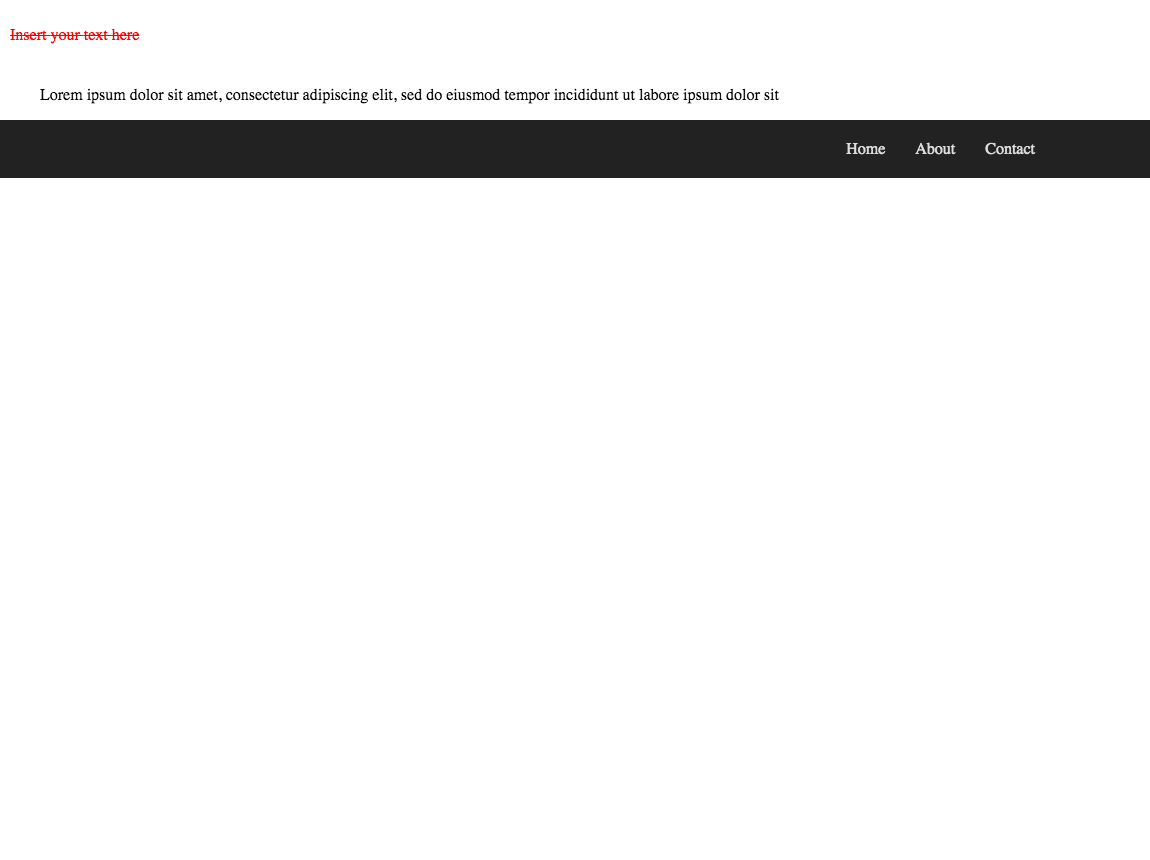 Insert your text here
Lorem ipsum dolor sit amet, consectetur adipiscing elit, sed do eiusmod tempor incididunt ut labore ipsum dolor sit
Home About Contact